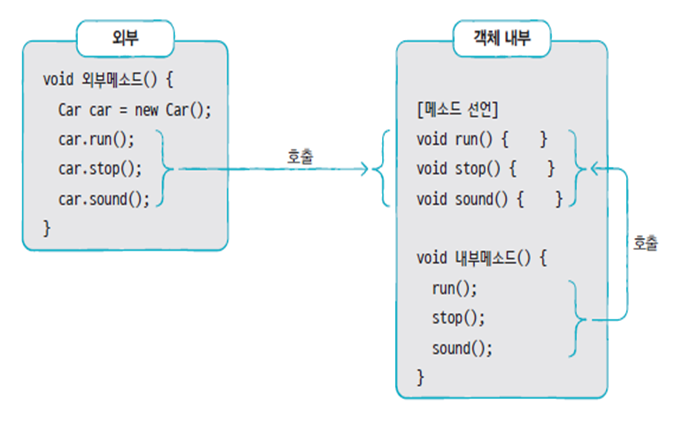 외부
void 외부메소드() {
Car car = new Car();
car.run();
car.stop();
car.sound();
}
호출
객체 내부
[메소드 선언]
void run() { }
void stop() { }
void sound() { }
호출
void 내부메소드() {
run();
stop();
sound();
}